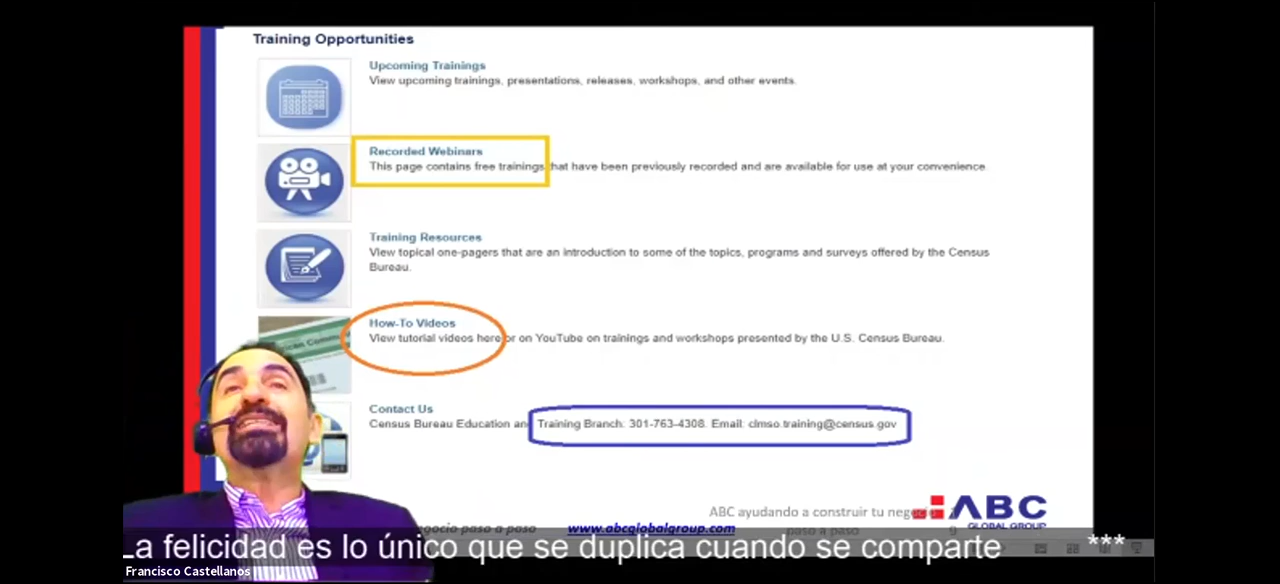 Training Opportunities
Upcoming Trainings
View upcoming trainings, presentations, releases, workshops, and other events.
Recorded Webinars
This page contains free trainings that have been previously recorded and are available for use at your convenience.
Training Resources
View topical one-pagers that are an introduction to some of the topics, programs and surveys offered by the Census
Bureau.
How-To Videos
View tutorial videos here or on YouTube on trainings and workshops presented by the U.S. Census Bureau.
Contact Us
Census Bureau Education an Training Branch: 301-763-4308. Email: clmso.training@census.gov
ABC ayudando a construir tu nego
paso a paso
ABC
GLOBAL GROUP
negocio paso a paso
www.abcglobalgroup.com
La felicidad es lo único que se duplica cuando se comparte ***
Francisco Castellanos